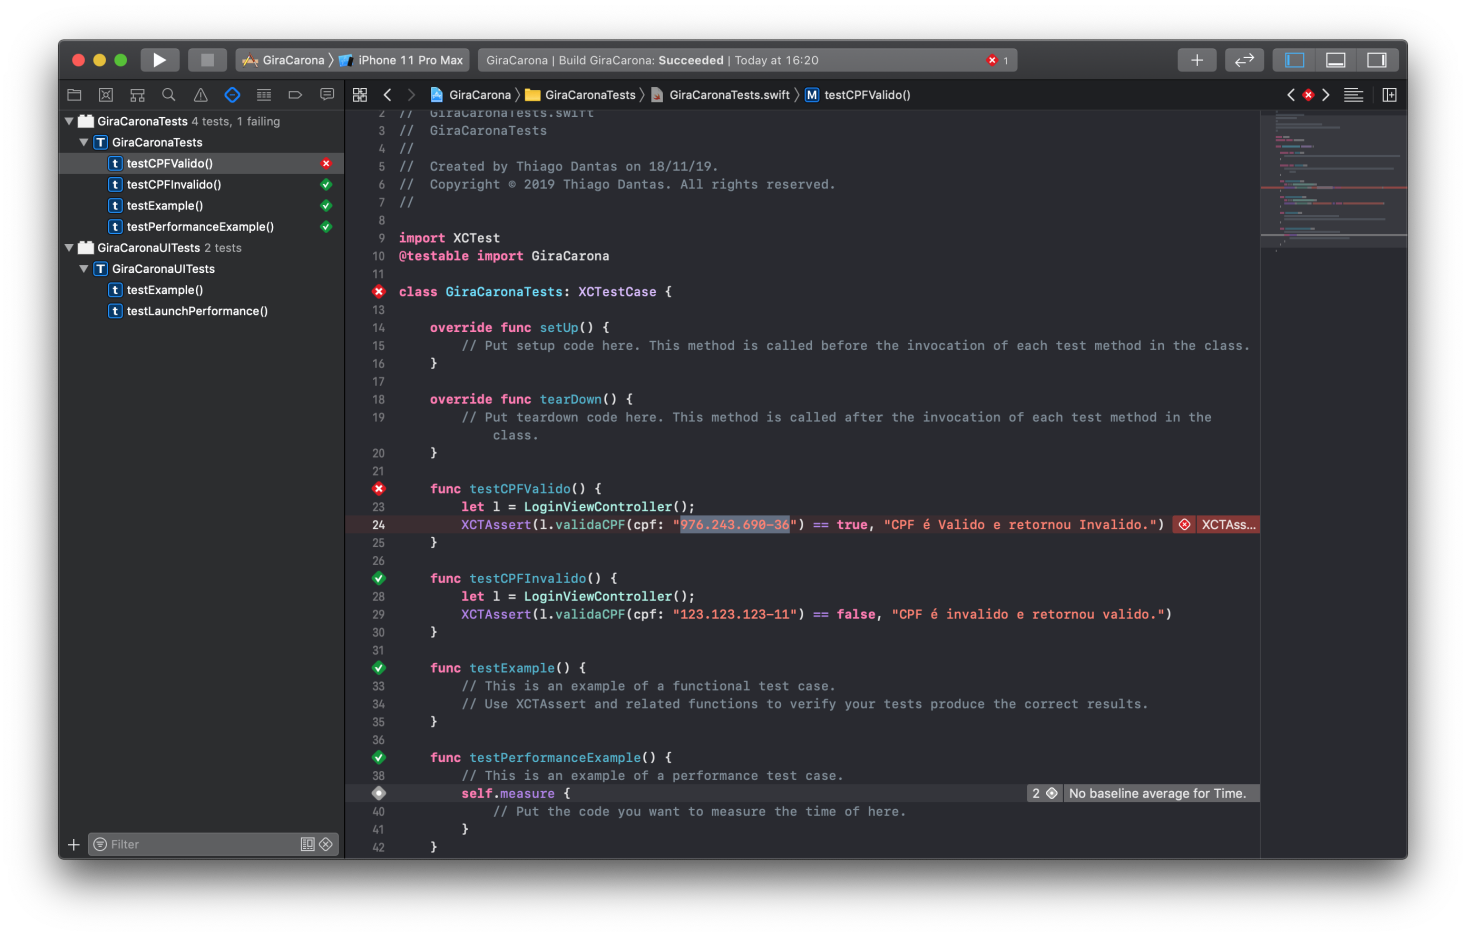 GiraCarona 〉 iPhone 11 Pro Max
GiraCarona | Build GiraCarona: Succeeded | Today at 16:20
1
GiraCarona 〉 GiraCaronaTests 〉 GiraCaronaTests.swift 〉 M testCPFValido()
GiraCaronaTests 4 tests, 1 failing
T GiraCaronaTests
t testCPFValido()
t testCPFInvalido()
t testExample()
t testPerformanceExample()
GiraCaronaUITests 2 tests
T GiraCaronaUITests
t testExample()
t testLaunchPerformance()
Filter
2 // GiraCaronaTests.swift
3 // GiraCaronaTests
4 //
5 // Created by Thiago Dantas on 18/11/19.
6 // Copyright © 2019 Thiago Dantas. All rights reserved.
7 //
8
9 import XCTest
10 @testable import GiraCarona
11
class GiraCaronaTests: XCTestCase {
13
14 override func setUp() {
15 // Put setup code here. This method is called before the invocation of each test method in the class.
16 }
17
18 override func tearDown() {
19 // Put teardown code here. This method is called after the invocation of each test method in the
class.
20 }
21
func testCPFValido() {
23 let l = LoginViewController();
24 XCTAssert(l.validaCPF(cpf: "976.243.690-36") == true, "CPF é Valido e retornou Invalido.") XCTAss...
25 }
26
func testCPFInvalido() {
28 let l = LoginViewController();
29 XCTAssert(l.validaCPF(cpf: "123.123.123-11") == false, "CPF é invalido e retornou valido.")
30 }
31
func testExample() {
33 // This is an example of a functional test case.
34 // Use XCTAssert and related functions to verify your tests produce the correct results.
35 }
36
func testPerformanceExample() {
38 // This is an example of a performance test case.
self.measure { 2 No baseline average for Time.
40 // Put the code you want to measure the time of here.
41 }
42 }